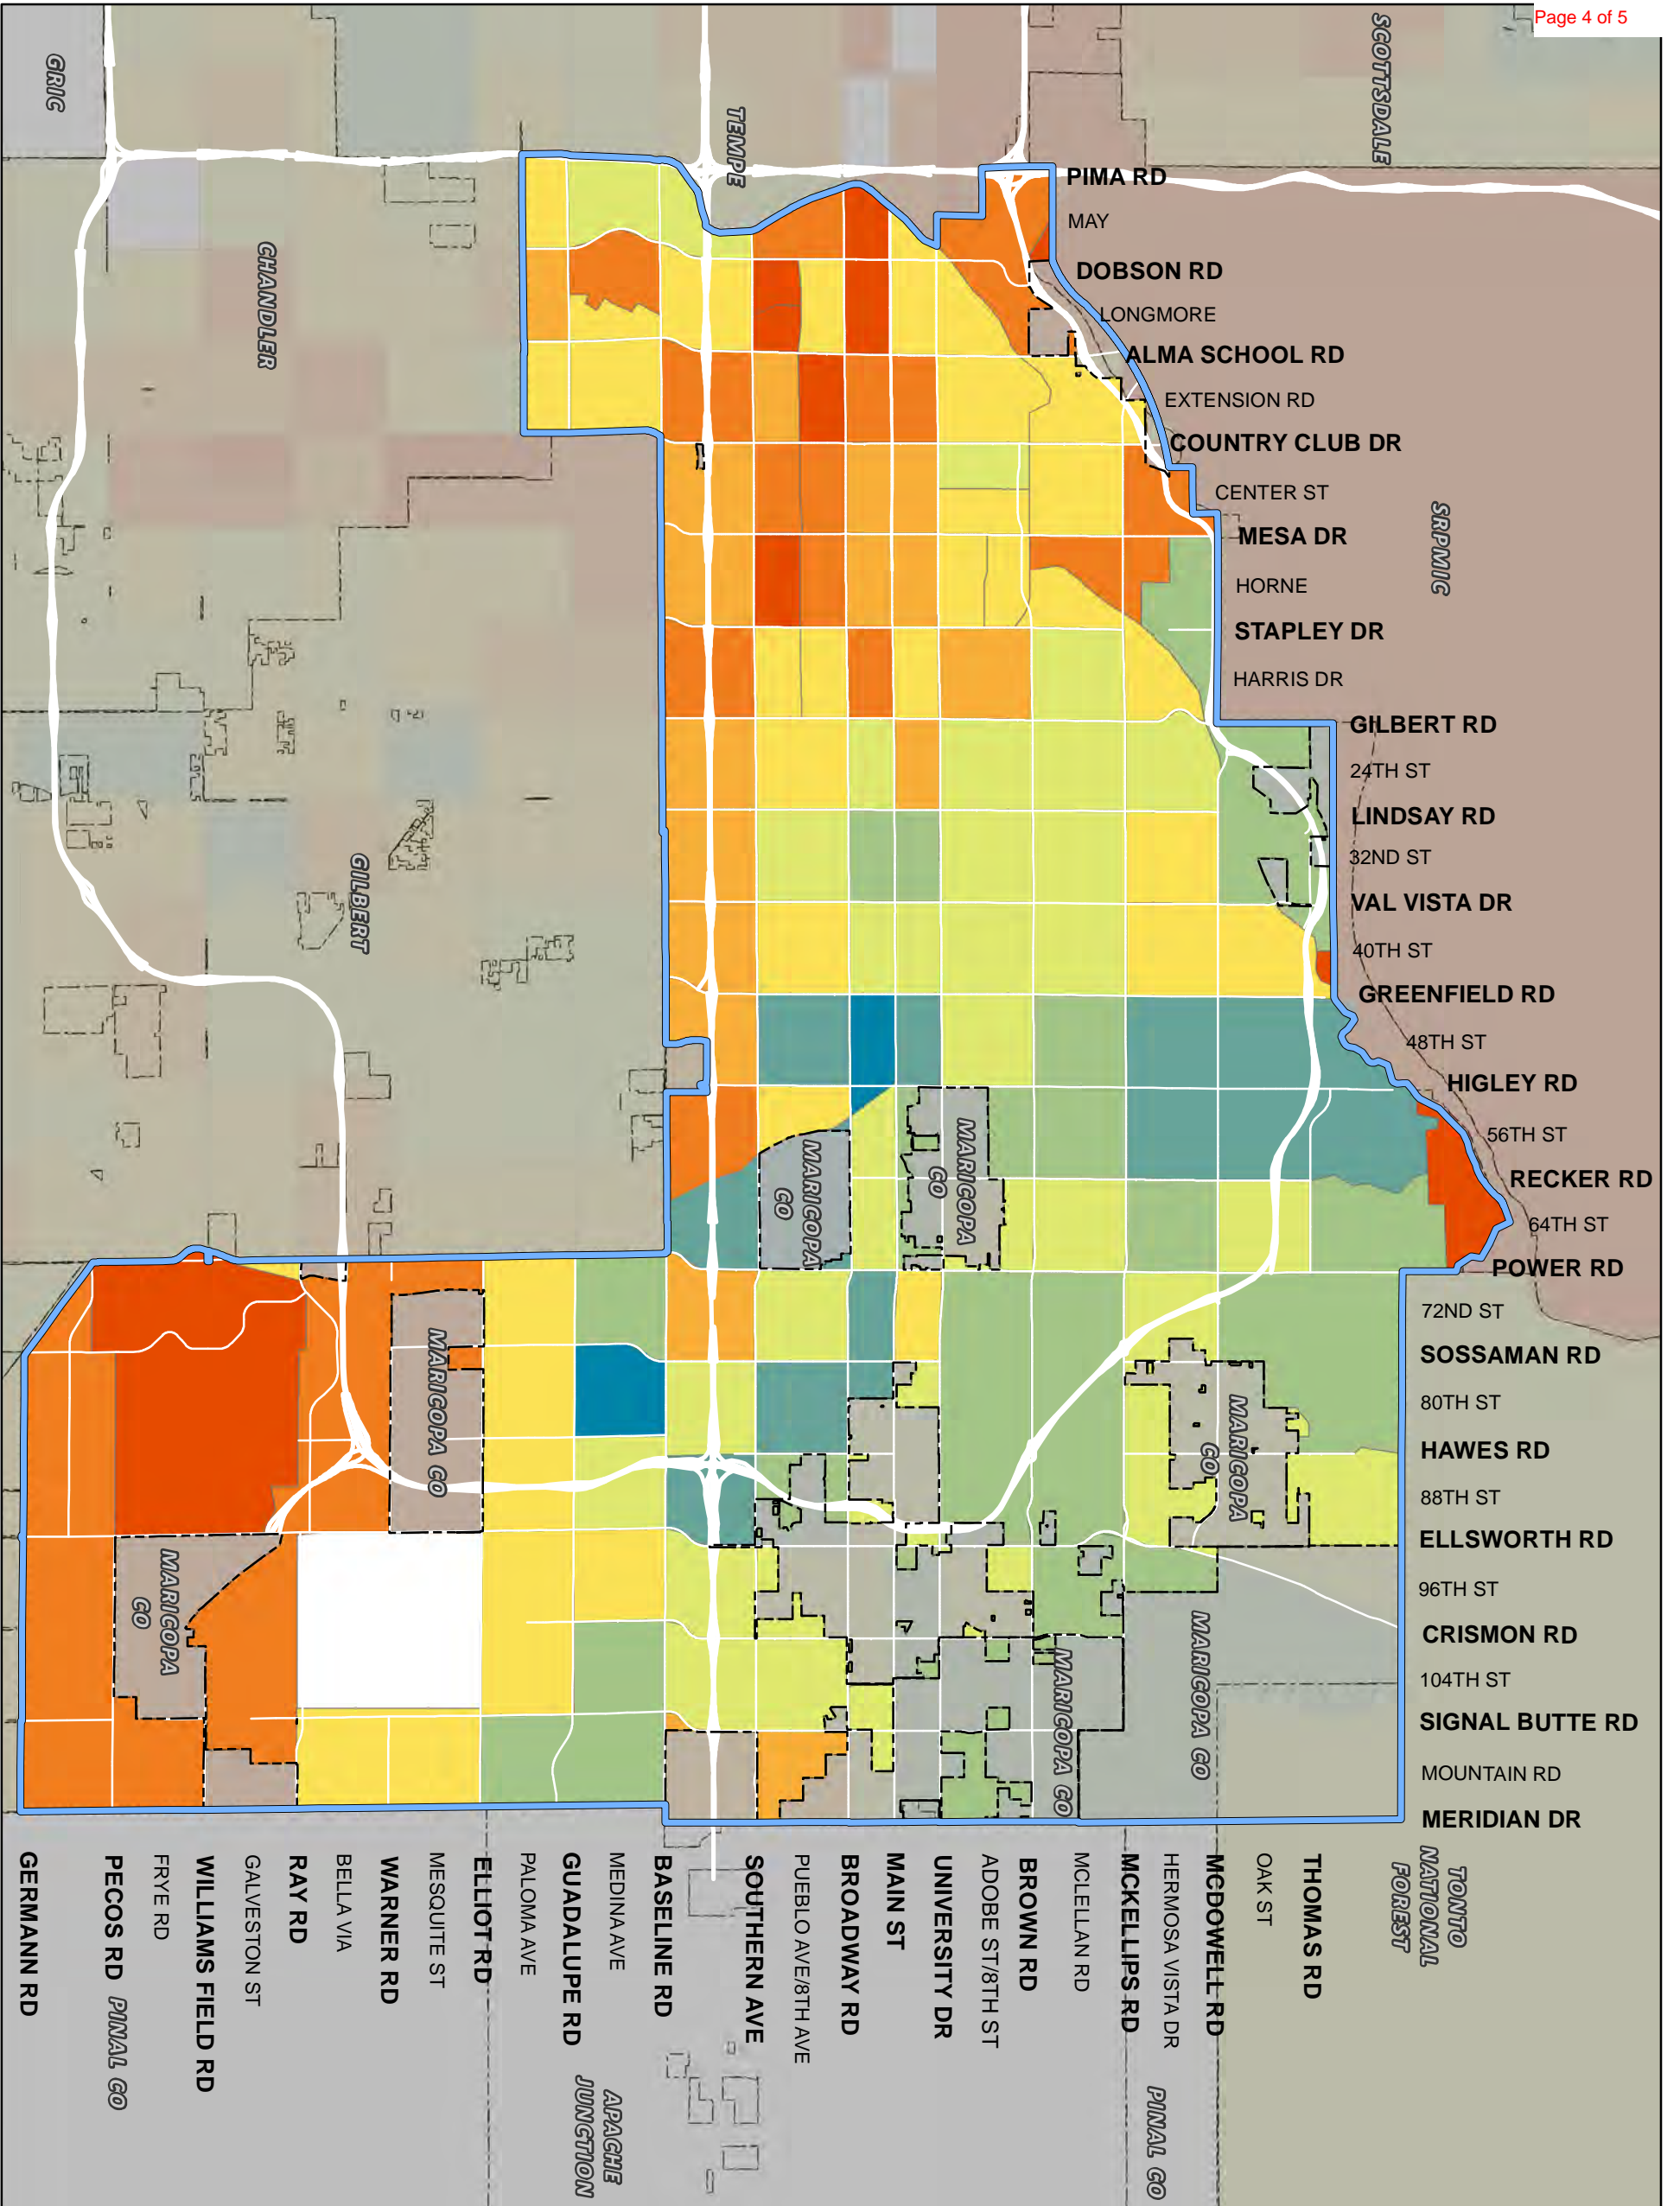 Page 4 of 5
SCOTTSDALE
GRIC
TEMPE
CHANDLER
SRPMIC
GILBERT
PIMA RD
MAY
DOBSON RD
LONGMORE
ALMA SCHOOL RD
EXTENSION RD
COUNTRY CLUB DR
CENTER ST
MESA DR
HORNE
STAPLEY DR
HARRIS DR
GILBERT RD
24TH ST
LINDSAY RD
32ND ST
VAL VISTA DR
40TH ST
GREENFIELD RD
48TH ST
HIGLEY RD
56TH ST
RECKER RD
64TH ST
POWER RD
72ND ST
SOSSAMAN RD
80TH ST
HAWES RD
88TH ST
ELLSWORTH RD
96TH ST
CRISMON RD
104TH ST
SIGNAL BUTTE RD
MOUNTAIN RD
MERIDIAN DR
MARICOPA
CO
MARICOPA
CO
MARICOPA CO
MARICOPA
CO
MARICOPA
CO
MARICOPA CO
MARICOPA CO
TONTO
NATIONAL
FOREST
GERMANN RD
PECOS RD
PINAL CO
FRYE RD
WILLIAMS FIELD RD
GALVESTON ST
RAY RD
BELLA VIA
WARNER RD
MESQUITE ST
ELLIOT RD
PALOMA AVE
GUADALUPE RD
MEDINA AVE
BASELINE RD
SOUTHERN AVE
PUEBLO AVE/8TH AVE
BROADWAY RD
MAIN ST
UNIVERSITY DR
ADOBE ST/8TH ST
BROWN RD
MCLELLAN RD
MCKELLIPS RD
HERMOSA VISTA DR
MCDOWELL RD
OAK ST
THOMAS RD
APACHE
JUNCTION
PINAL CO